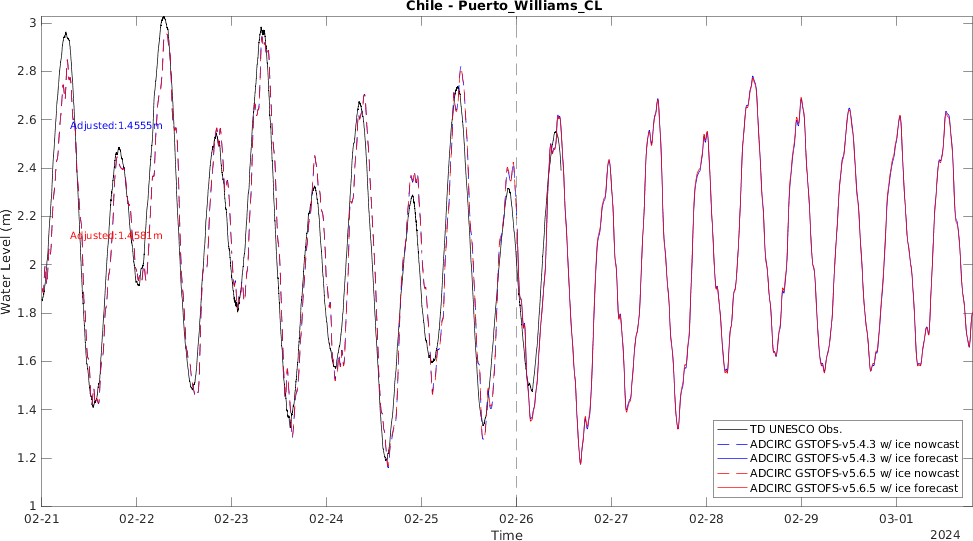 Chile - Puerto_Williams_CL
3
2.8
2.6
2.4
2.2
2
1.8
1.6
1.4
1.2
1
Water Level (m)
Adjusted:1.4555m
Adjusted:1.4581m
TD UNESCO Obs.
ADCIRC GSTOFS-v5.4.3 w/ ice nowcast
ADCIRC GSTOFS-v5.4.3 w/ ice forecast
ADCIRC GSTOFS-v5.6.5 w/ ice nowcast
ADCIRC GSTOFS-v5.6.5 w/ ice forecast
02-21 02-22 02-23 02-24 02-25 02-26 02-27 02-28 02-29 03-01
Time
2024